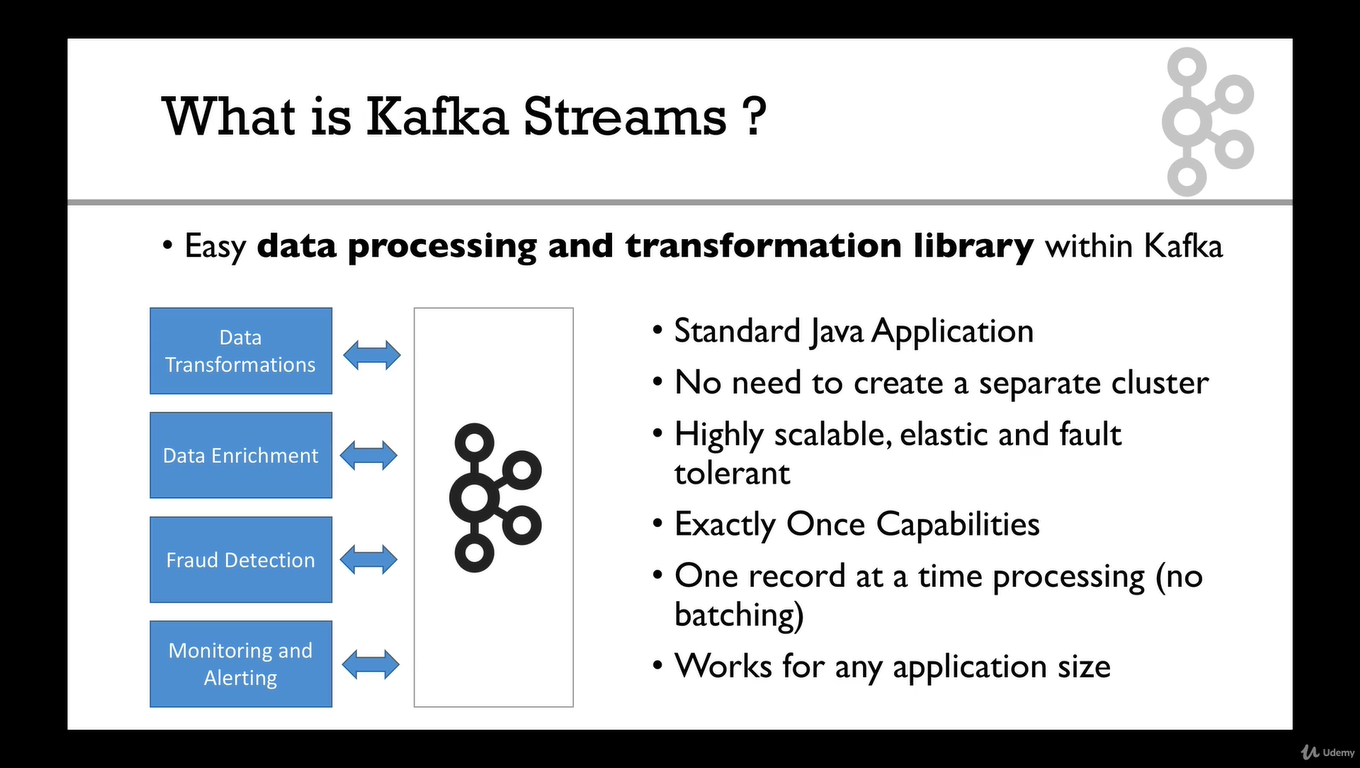 What is Kafka Streams ?
• Easy data processing and transformation library within Kafka
Data
Transformations
Data Enrichment
Fraud Detection
Monitoring and
Alerting
• Standard Java Application
• No need to create a separate cluster
• Highly scalable, elastic and fault
tolerant
• Exactly Once Capabilities
• One record at a time processing (no
batching)
• Works for any application size
Udemy